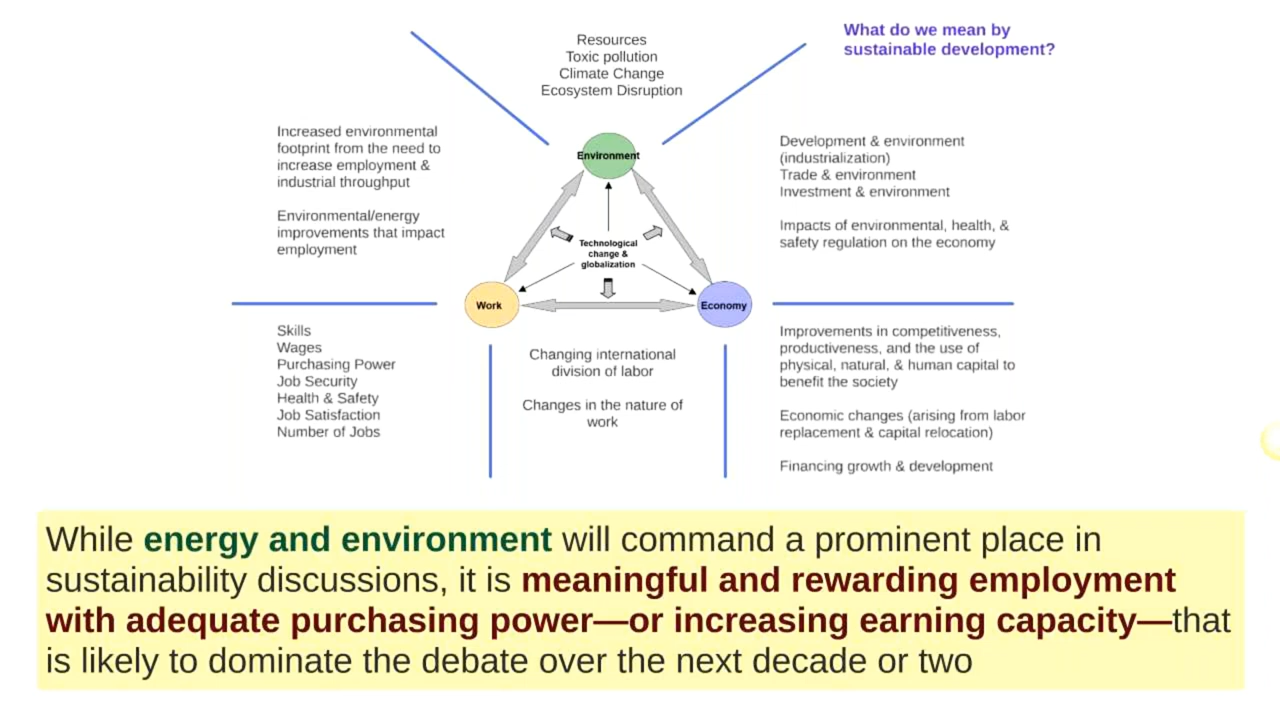 What do we mean by
sustainable development?
Resources
Toxic pollution
Climate Change
Ecosystem Disruption
Increased environmental
footprint from the need to
increase employment &
industrial throughput
Environmental/energy
improvements that impact
employment
Environment
Development & environment
(industrialization)
Trade & environment
Investment & environment
Impacts of environmental, health, &
safety regulation on the economy
Technological
change &
globalization
Work
Economy
Skills
Wages
Purchasing Power
Job Security
Health & Safety
Job Satisfaction
Number of Jobs
Changing international
division of labor
Changes in the nature of
work
Improvements in competitiveness,
productiveness, and the use of
physical, natural, & human capital to
benefit the society
Economic changes (arising from labor
replacement & capital relocation)
Financing growth & development
While energy and environment will command a prominent place in
sustainability discussions, it is meaningful and rewarding employment
with adequate purchasing power—or increasing earning capacity—that
is likely to dominate the debate over the next decade or two